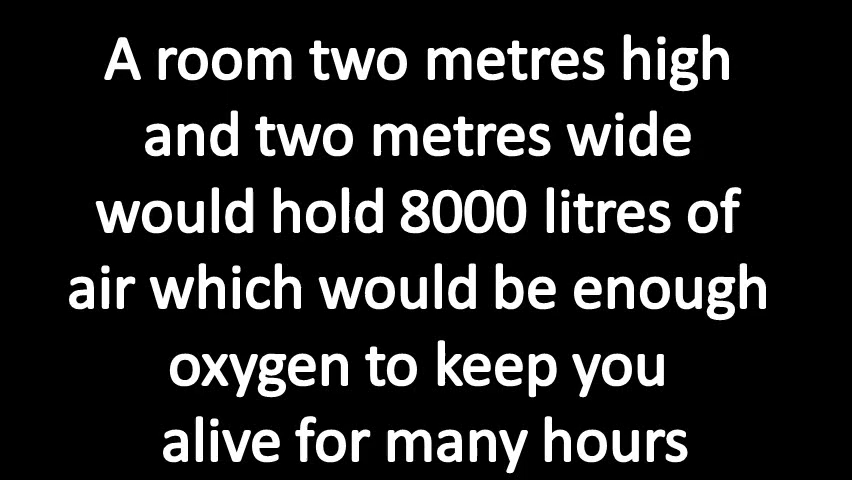 A room two metres high
and two metres wide
would hold 8000 litres of
air which would be enough
oxygen to keep you
alive for many hours